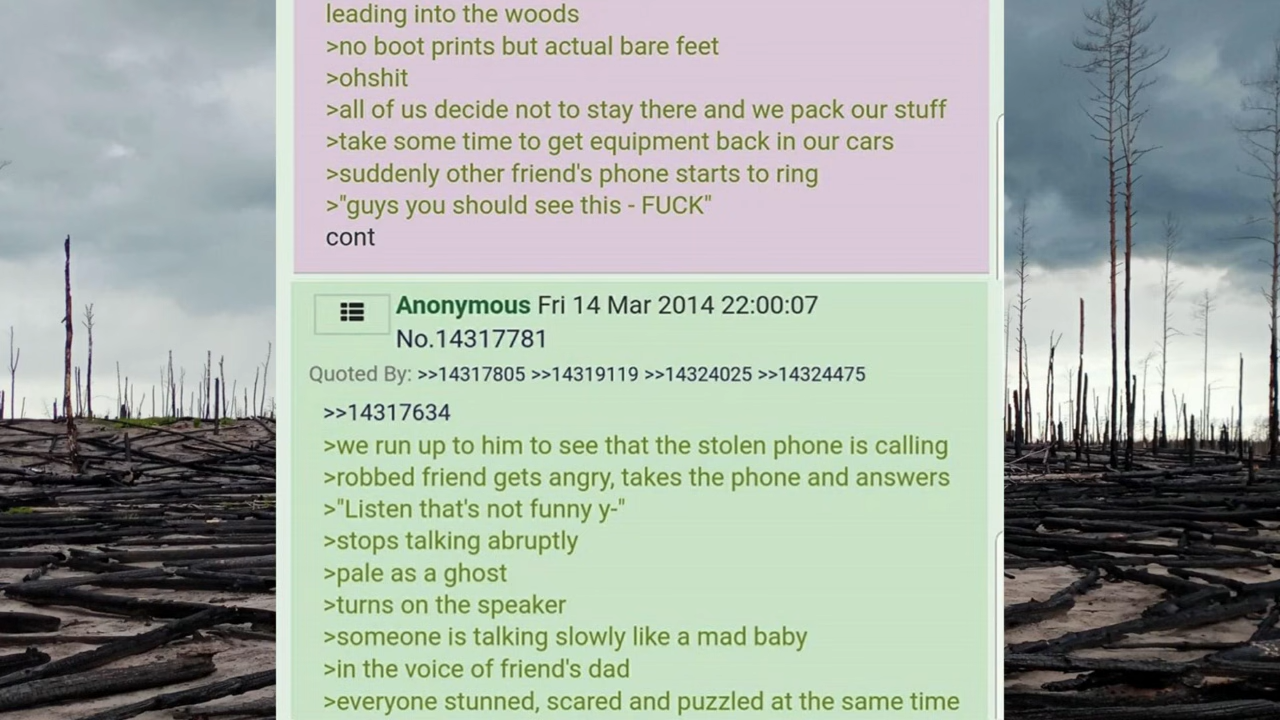 leading into the woods
>no boot prints but actual bare feet
>ohshit
>all of us decide not to stay there and we pack our stuff
>take some time to get equipment back in our cars
>suddenly other friend's phone starts to ring
>"guys you should see this - FUCK"
cont
Anonymous Fri 14 Mar 2014 22:00:07
No.14317781
Quoted By: >>14317805 >>14319119 >>14324025 >>14324475
>>14317634
>we run up to him to see that the stolen phone is calling
>robbed friend gets angry, takes the phone and answers
>"Listen that's not funny y-"
>stops talking abruptly
>pale as a ghost
>turns on the speaker
>someone is talking slowly like a mad baby
>in the voice of friend's dad
>everyone stunned, scared and puzzled at the same time